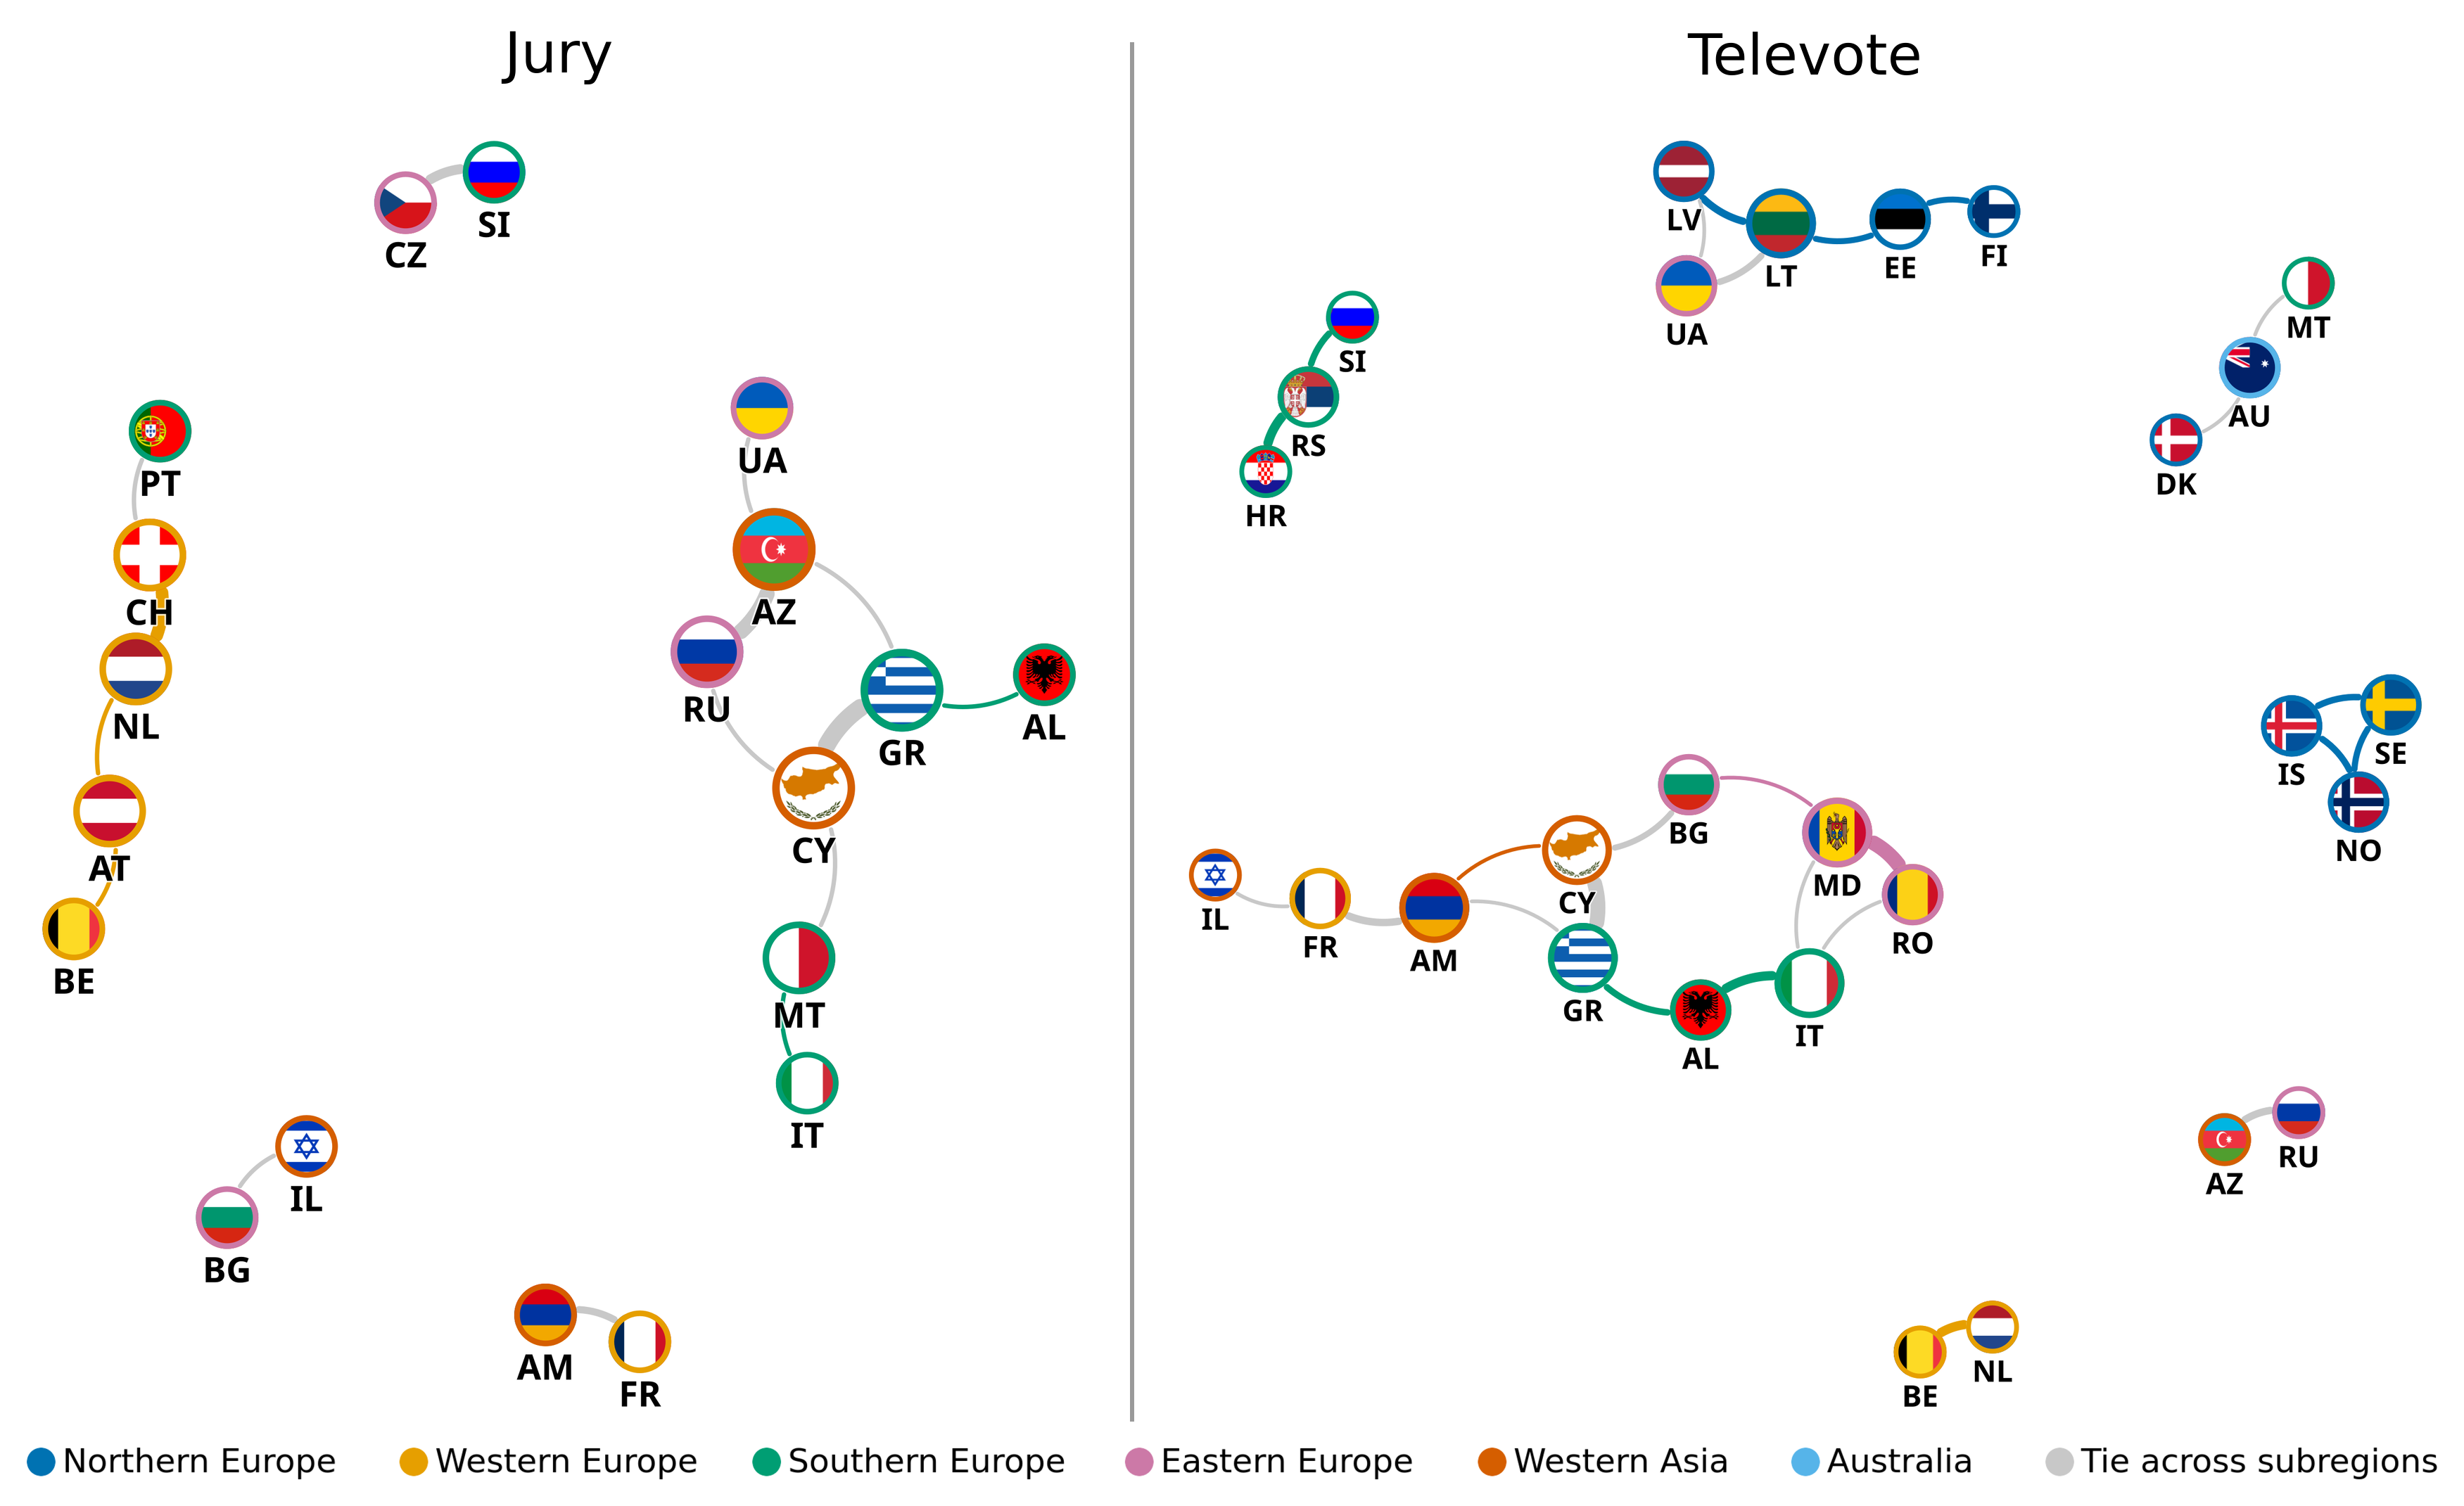 Jury
Televote
CZ
SI
PT
CH
NL
AT
BE
UA
AZ
RU
GR
AL
CY
MT
IT
IL
BG
AM
FR
LV
LT
EE
FI
UA
SI
RS
HR
MT
AU
DK
IS
SE
NO
IL
FR
AM
CY
BG
MD
RO
GR
AL
IT
AZ
RU
BE
NL
Northern Europe
Western Europe
Southern Europe
Eastern Europe
Western Asia
Australia
Tie across subregions